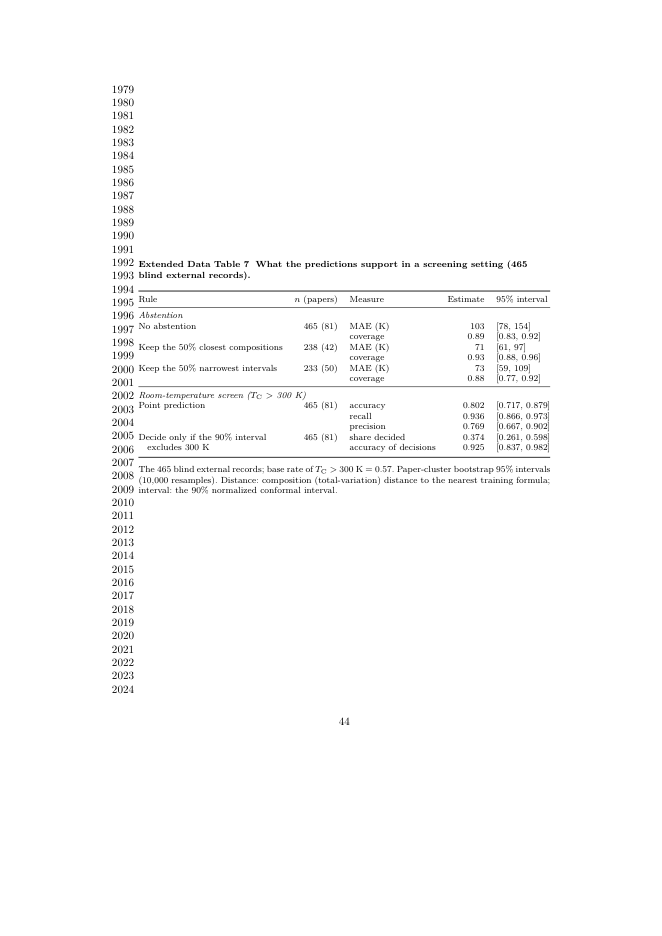 1979
1980
1981
1982
1983
1984
1985
1986
1987
1988
1989
1990
1991
1992 Extended Data Table 7 What the predictions support in a screening setting (465
1993 blind external records).
1994
1995 Rule n (papers) Measure Estimate 95% interval
1996 Abstention
1997 No abstention 465 (81) MAE (K) 103 [78, 154]
coverage 0.89 [0.83, 0.92]
1998 Keep the 50% closest compositions 238 (42) MAE (K) 71 [61, 97]
1999 coverage 0.93 [0.88, 0.96]
2000 Keep the 50% narrowest intervals 233 (50) MAE (K) 73 [59, 109]
2001 coverage 0.88 [0.77, 0.92]
2002 Room-temperature screen (TC > 300 K)
2003 Point prediction 465 (81) accuracy 0.802 [0.717, 0.879]
2004 recall 0.936 [0.866, 0.973]
precision 0.769 [0.667, 0.902]
2005 Decide only if the 90% interval 465 (81) share decided 0.374 [0.261, 0.598]
2006 excludes 300 K accuracy of decisions 0.925 [0.837, 0.982]
2007 The 465 blind external records; base rate of TC > 300 K = 0.57. Paper-cluster bootstrap 95% intervals
2008 (10,000 resamples). Distance: composition (total-variation) distance to the nearest training formula;
2009 interval: the 90% normalized conformal interval.
2010
2011
2012
2013
2014
2015
2016
2017
2018
2019
2020
2021
2022
2023
2024
44